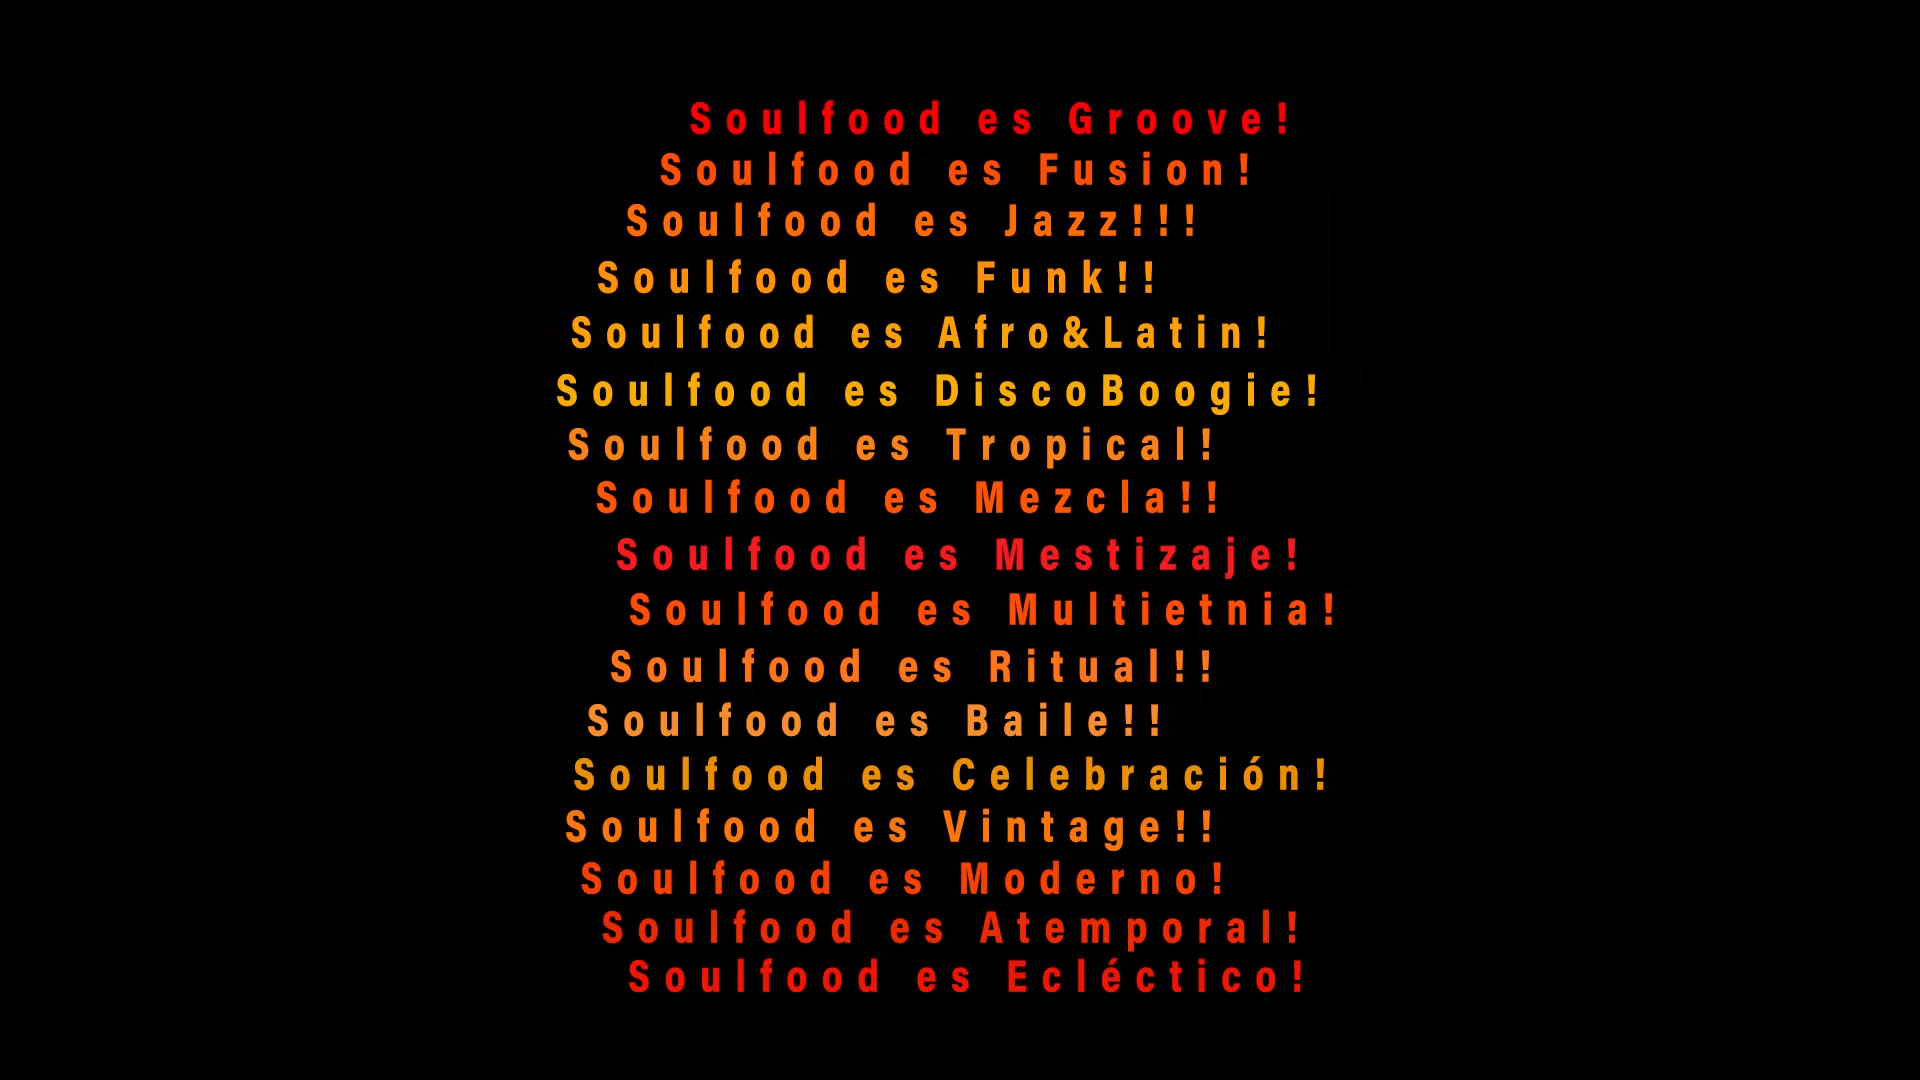 Soulfood es Groove!
Soulfood es Fusion!
Soulfood es Jazz!!!
Soulfood es Funk!!
Soulfood es Afro&Latin!
Soulfood es DiscoBoogie!
Soulfood es Tropical!
Soulfood es Mezcla!!
Soulfood es Mestizaje!
Soulfood es Multietnia!
Soulfood es Ritual!!
Soulfood es Baile!!
Soulfood es Celebración!
Soulfood es Vintage!!
Soulfood es Moderno!
Soulfood es Atemporal!
Soulfood es Ecléctico!